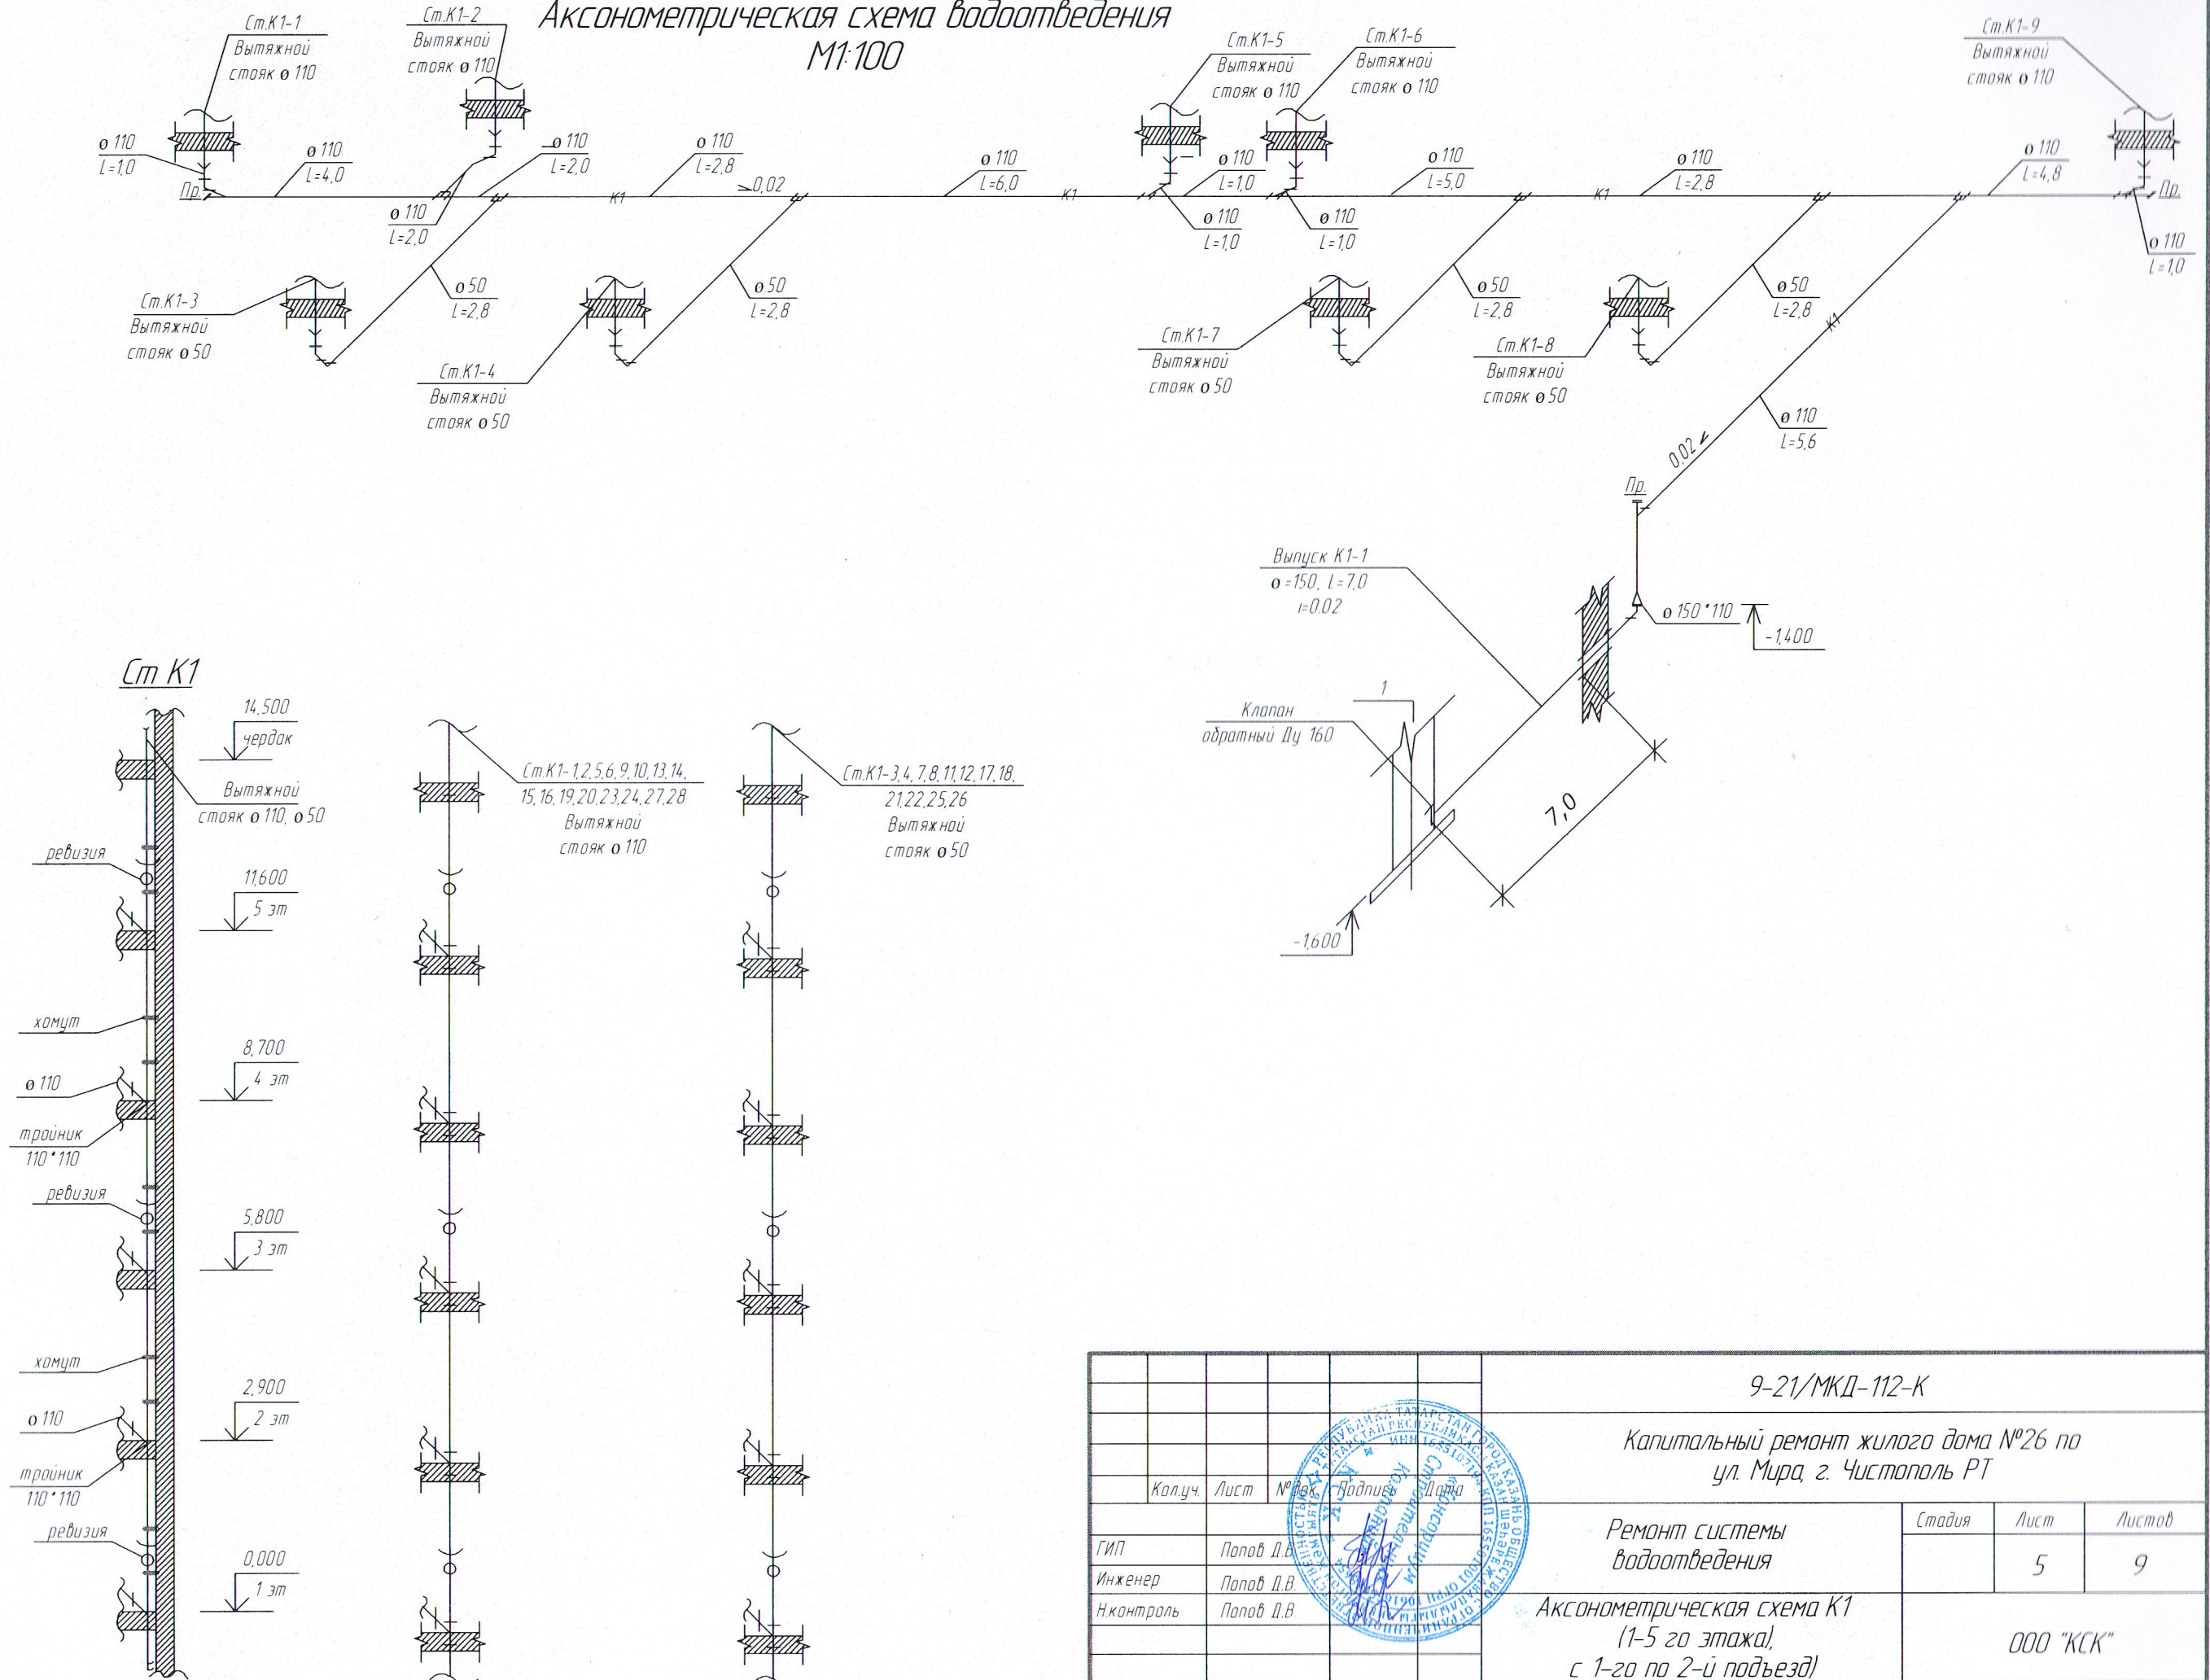 Аксонометрическая схема водоотведения
М1:100
Ст.К1-1
Вытяжной
стояк ø 110
Ст.К1-2
Вытяжной
стояк ø 110
Ст.К1-5
Вытяжной
стояк ø 110
Ст.К1-6
Вытяжной
стояк ø 110
Ст.К1-9
Вытяжной
стояк ø 110
ø 110
L=1,0
Пр.
ø 110
L=4,0
ø 110
L=2,0
ø 110
L=2,0
К1
ø 110
L=2,8
0,02
ø 110
L=6,0
К1
ø 110
L=1,0
ø 110
L=1,0
ø 110
L=1,0
ø 110
L=5,0
К1
ø 110
L=2,8
ø 110
L=4,8
Пр.
ø 110
L=1,0
Ст.К1-3
Вытяжной
стояк ø 50
ø 50
L=2,8
Ст.К1-4
Вытяжной
стояк ø 50
ø 50
L=2,8
Ст.К1-7
Вытяжной
стояк ø 50
ø 50
L=2,8
Ст.К1-8
Вытяжной
стояк ø 50
ø 50
L=2,8
К1
ø 110
L=5,6
0,02
Пр.
Выпуск К1-1
ø =150, L=7,0
i=0.02
ø 150*110
-1,400
1
Клапан
обратный Ду 160
7,0
-1,600
Ст К1
14,500
чердак
Вытяжной
стояк ø 110, ø 50
ревизия
11,600
5 эт
хомут
8,700
4 эт
ø 110
тройник
110*110
ревизия
5,800
3 эт
хомут
2,900
2 эт
ø 110
тройник
110*110
ревизия
0,000
1 эт
Ст.К1-1,2,5,6,9,10,13,14,
15,16,19,20,23,24,27,28
Вытяжной
стояк ø 110
Ст.К1-3,4,7,8,11,12,17,18,
21,22,25,26
Вытяжной
стояк ø 50
9-21/МКД-112-К
Капитальный ремонт жилого дома №26 по
ул. Мира, г. Чистополь РТ
Кол.уч. Лист №док. Подпись Дата
Ремонт системы
водоотведения
Стадия Лист Листов
5 9
ГИП Попов Д.В.
Инженер Попов Д.В.
Н.контроль Попов Д.В.
Аксонометрическая схема К1
(1-5 го этажа),
с 1-го по 2-й подъезд)
ООО "КСК"
РЕСПУБЛИКА ТАТАРСТАН ГОРОД КАЗАНЬ ОБЩЕСТВО С ОГРАНИЧЕННОЙ ОТВЕТСТВЕННОСТЬЮ
Консорциум
Строительных